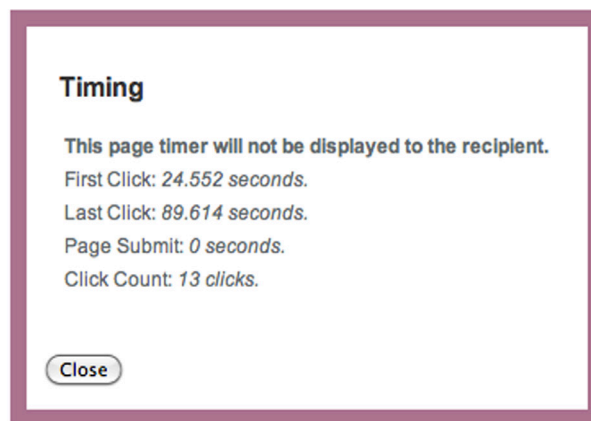 Timing
This page timer will not be displayed to the recipient.
First Click: 24.552 seconds.
Last Click: 89.614 seconds.
Page Submit: 0 seconds.
Click Count: 13 clicks.
Close